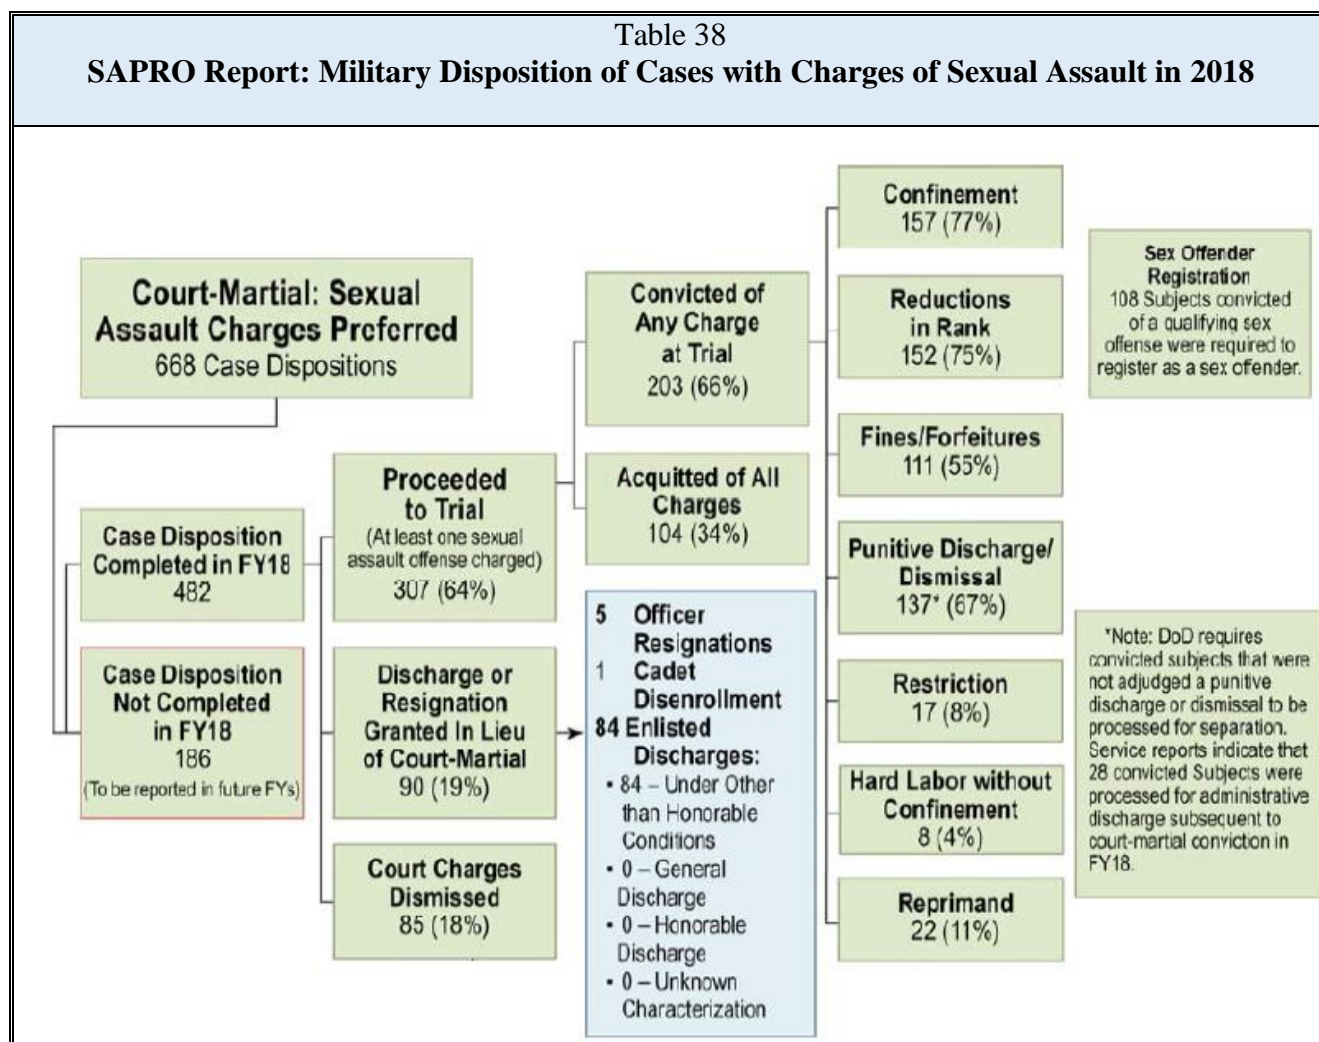 Table 38
SAPRO Report: Military Disposition of Cases with Charges of Sexual Assault in 2018
Court-Martial: Sexual
Assault Charges Preferred
668 Case Dispositions
Case Disposition
Completed in FY18
482
Case Disposition
Not Completed
in FY18
186
(To be reported in future FYs)
Proceeded
to Trial
(At least one sexual
assault offense charged)
307 (64%)
Discharge or
Resignation
Granted In Lieu
of Court-Martial
90 (19%)
Court Charges
Dismissed
85 (18%)
Convicted of
Any Charge
at Trial
203 (66%)
Acquitted of All
Charges
104 (34%)
5 Officer
Resignations
1 Cadet
Disenrollment
84 Enlisted
Discharges:
▪ 84 – Under Other
than Honorable
Conditions
▪ 0 – General
Discharge
▪ 0 – Honorable
Discharge
▪ 0 – Unknown
Characterization
Confinement
157 (77%)
Reductions
in Rank
152 (75%)
Fines/Forfeitures
111 (55%)
Punitive Discharge/
Dismissal
137* (67%)
Restriction
17 (8%)
Hard Labor without
Confinement
8 (4%)
Reprimand
22 (11%)
Sex Offender
Registration
108 Subjects convicted
of a qualifying sex
offense were required to
register as a sex ofender.
*Note: DoD requires
convicted subjects that were
not adjudged a punitive
discharge or dismissal to be
processed for separation.
Service reports indicate that
28 convicted Subjects were
processed for administrative
discharge subsequent to
court-martial conviction in
FY18.